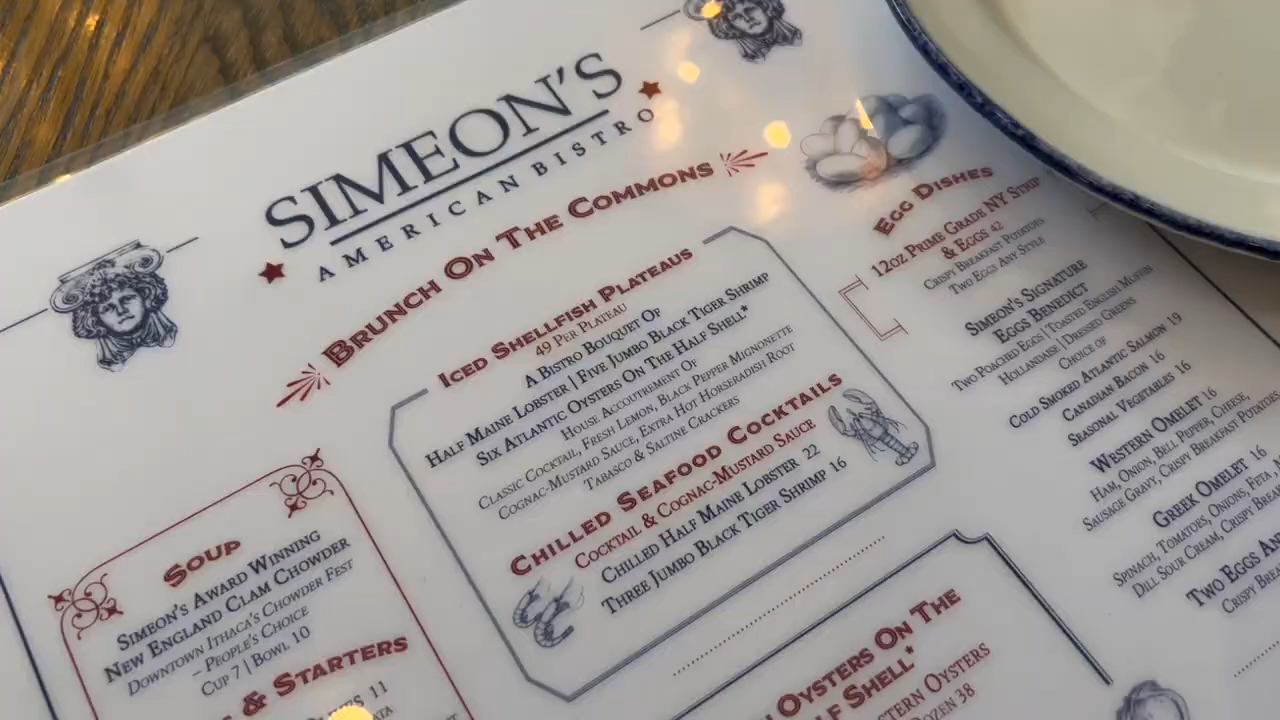 SIMEON'S
AMERICAN BISTRO
BRUNCH ON THE COMMONS
ICED SHELLFISH PLATEAUS
49 PER PLATEAU
A BISTRO BOUQUET OF
HALF MAINE LOBSTER | FIVE JUMBO BLACK TIGER SHRIMP
SIX ATLANTIC OYSTERS ON THE HALF SHELL*
HOUSE ACCOUTREMENT OF
CLASSIC COCKTAIL, FRESH LEMON, BLACK PEPPER MIGNONETTE
COGNAC-MUSTARD SAUCE, EXTRA HOT HORSERADISH ROOT
TABASCO & SALTINE CRACKERS
CHILLED SEAFOOD COCKTAILS
COCKTAIL & COGNAC-MUSTARD SAUCE
CHILLED HALF MAINE LOBSTER 22
THREE JUMBO BLACK TIGER SHRIMP 16
SOUP
SIMEON'S AWARD WINNING
NEW ENGLAND CLAM CHOWDER
DOWNTOWN ITHACA'S CHOWDER FEST
- PEOPLE'S CHOICE
CUP 7 | BOWL 10
& STARTERS
11
OYSTERS ON THE
SHELL*
OYSTERS
DOZEN 38
EGG DISHES
12OZ PRIME GRADE NY STRIP
& EGGS 42
CRISPY BREAKFAST POTATOES
TWO EGGS ANY STYLE
SIMEON'S SIGNATURE
EGGS BENEDICT
TWO POACHED EGGS | TOASTED ENGLISH MUFFIN
HOLLANDAISE | DRESSED GREENS
CHOICE OF
COLD SMOKED ATLANTIC SALMON 19
CANADIAN BACON 16
SEASONAL VEGETABLES 16
WESTERN OMELET 16
HAM, ONION, BELL PEPPER, CHEESE,
SAUSAGE GRAVY, CRISPY BREAKFAST POTATOES
GREEK OMELET 16
SPINACH, TOMATOES, ONIONS, FETA
DILL SOUR CREAM, CRISPY
TWO EGGS
CRISPY